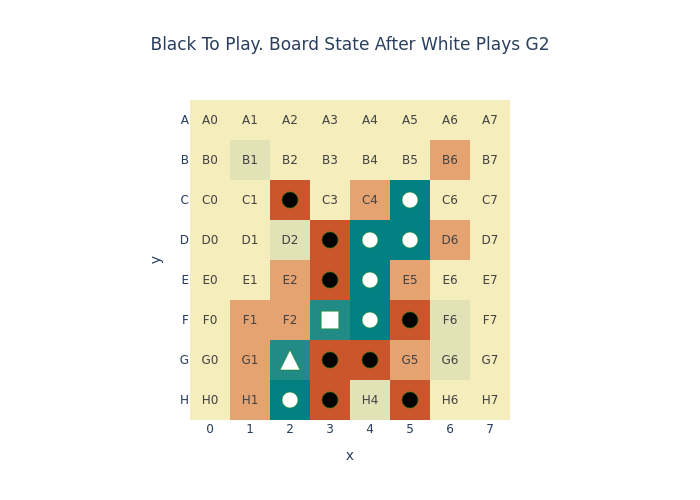 Black To Play. Board State After White Plays G2
A A0 A1 A2 A3 A4 A5 A6 A7
B B0 B1 B2 B3 B4 B5 B6 B7
C C0 C1 C3 C4 C6 C7
D D0 D1 D2 D6 D7
y
E E0 E1 E2 E5 E6 E7
F F0 F1 F2 F6 F7
G G0 G1 G5 G6 G7
H H0 H1 H4 H6 H7
0 1 2 3 4 5 6 7
x